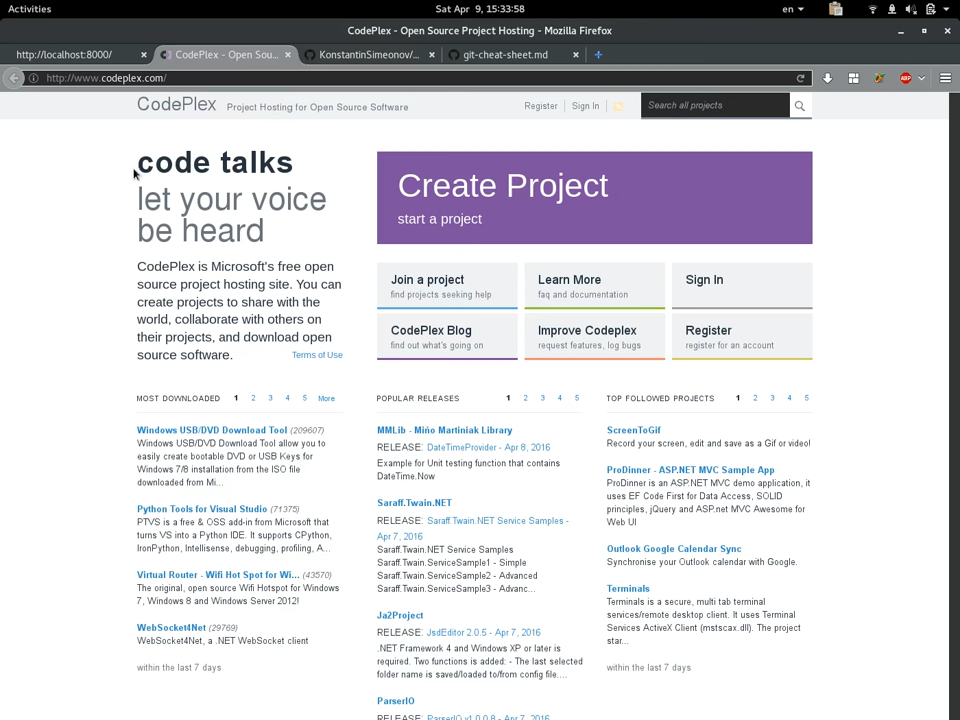 Activities
Sat Apr 9, 15:33:58
en
CodePlex - Open Source Project Hosting - Mozilla Firefox
http://localhost:8000/
CodePlex - Open Sou...
KonstantinSimeonov/...
git-cheat-sheet.md
http://www.codeplex.com/
ABP
CodePlex Project Hosting for Open Source Software
Register
Sign In
Search all projects
code talks
let your voice
be heard
CodePlex is Microsoft's free open
source project hosting site. You can
create projects to share with the
world, collaborate with others on
their projects, and download open
source software.
Terms of Use
Create Project
start a project
Join a project
find projects seeking help
Learn More
faq and documentation
Sign In
CodePlex Blog
find out what's going on
Improve Codeplex
request features, log bugs
Register
register for an account
MOST DOWNLOADED 1 2 3 4 5 More
Windows USB/DVD Download Tool (209607)
Windows USB/DVD Download Tool allow you to
easily create bootable DVD or USB Keys for
Windows 7/8 installation from the ISO file
downloaded from Mi...
Python Tools for Visual Studio (71375)
PTVS is a free & OSS add-in from Microsoft that
turns VS into a Python IDE. It supports CPython,
IronPython, Intellisense, debugging, profiling, A...
Virtual Router - Wifi Hot Spot for Wi... (43570)
The original, open source Wifi Hotspot for Windows
7, Windows 8 and Windows Server 2012!
WebSocket4Net (29769)
WebSocket4Net, a .NET WebSocket client
within the last 7 days
POPULAR RELEASES 1 2 3 4 5
MMLib - Miňo Martiniak Library
RELEASE: DateTimeProvider - Apr 8, 2016
Example for Unit testing function that contains
DateTime.Now
Saraff.Twain.NET
RELEASE: Saraff.Twain.NET Service Samples -
Apr 7, 2016
Saraff.Twain.NET Service Samples
Saraff.Twain.ServiceSample1 - Simple
Saraff.Twain.ServiceSample2 - Advanced
Saraff.Twain.ServiceSample3 - Advanc...
Ja2Project
RELEASE: JsdEditor 2.0.5 - Apr 7, 2016
.NET Framework 4 and Windows XP or later is
required. Two functions is added: - The last selected
folder name is saved/loaded to/from config file....
ParserIO
RELEASE: ParserIO v1.0.0.8 - Apr 7, 2016
TOP FOLLOWED PROJECTS 1 2 3 4 5
ScreenToGif
Record your screen, edit and save as a Gif or video!
ProDinner - ASP.NET MVC Sample App
ProDinner is an ASP.NET MVC demo application, it
uses EF Code First for Data Access, SOLID
principles, jQuery and ASP.net MVC Awesome for
Web UI
Outlook Google Calendar Sync
Synchronise your Outlook calendar with Google.
Terminals
Terminals is a secure, multi tab terminal
services/remote desktop client. It uses Terminal
Services ActiveX Client (mstscax.dll). The project
star...
within the last 7 days